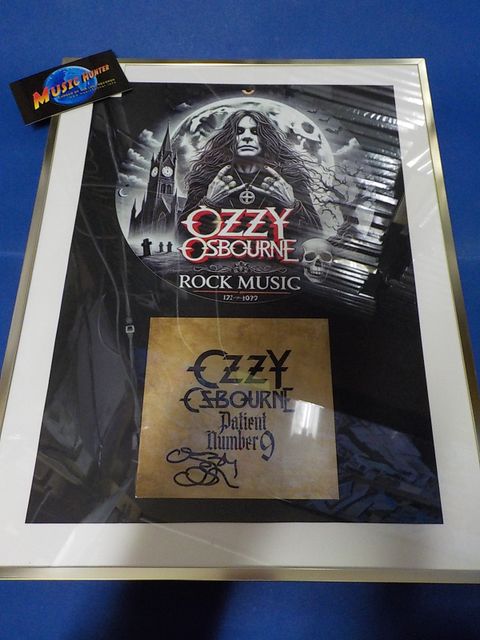 MUSIC HUNTER
OZZY
OSBOURNE
ROCK MUSIC
OZZY
OSBOURNE
Patient
Number 9